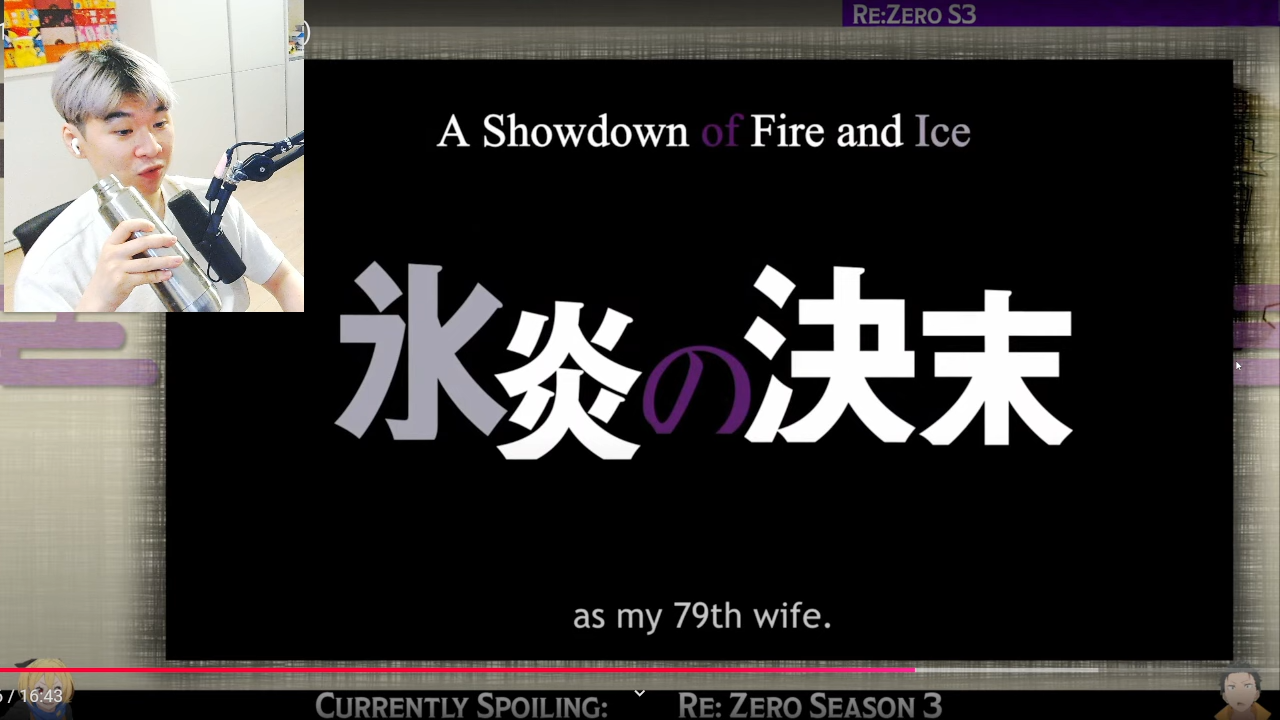 RE:ZERO S3
)
A Showdown of Fire and Ice
氷炎の決末
as my 79th wife.
/ 16:43
CURRENTLY SPOILING: RE: ZERO SEASON 3